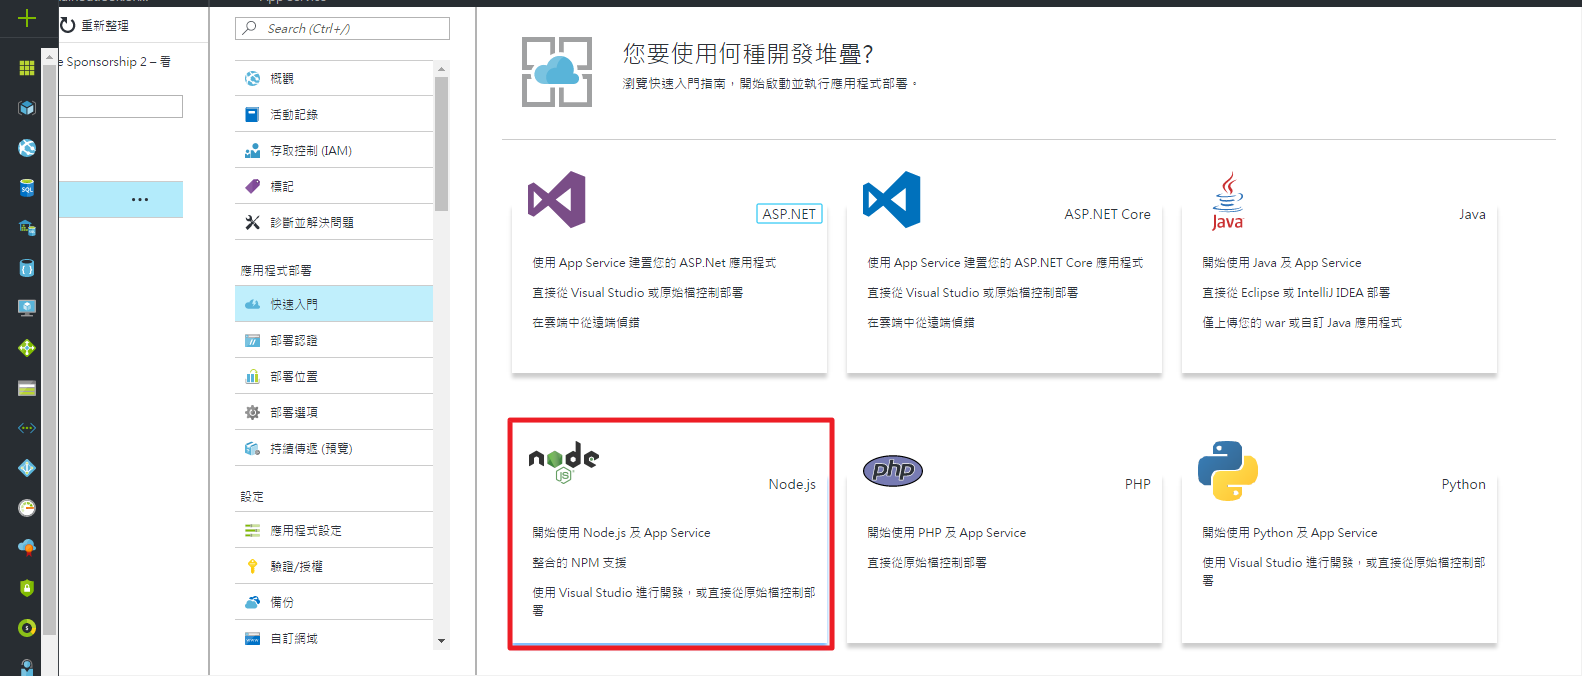 App Service
重新整理
e Sponsorship 2 – 看
...
Search (Ctrl+/)
概觀
活動記錄
存取控制 (IAM)
標記
診斷並解決問題
應用程式部署
快速入門
部署認證
部署位置
部署選項
持續傳遞 (預覽)
設定
應用程式設定
驗證/授權
備份
自訂網域
您要使用何種開發堆疊?
瀏覽快速入門指南，開始啟動並執行應用程式部署。
ASP.NET
使用 App Service 建置您的 ASP.Net 應用程式
直接從 Visual Studio 或原始檔控制部署
在雲端中從遠端偵錯
ASP.NET Core
使用 App Service 建置您的 ASP.NET Core 應用程式
直接從 Visual Studio 或原始檔控制部署
在雲端中從遠端偵錯
Java
Java
開始使用 Java 及 App Service
直接從 Eclipse 或 IntelliJ IDEA 部署
僅上傳您的 war 或自訂 Java 應用程式
node
JS
Node.js
開始使用 Node.js 及 App Service
整合的 NPM 支援
使用 Visual Studio 進行開發，或直接從原始檔控制部
署
php
PHP
開始使用 PHP 及 App Service
直接從原始檔控制部署
Python
開始使用 Python 及 App Service
使用 Visual Studio 進行開發，或直接從原始檔控制部
署
SQL
www